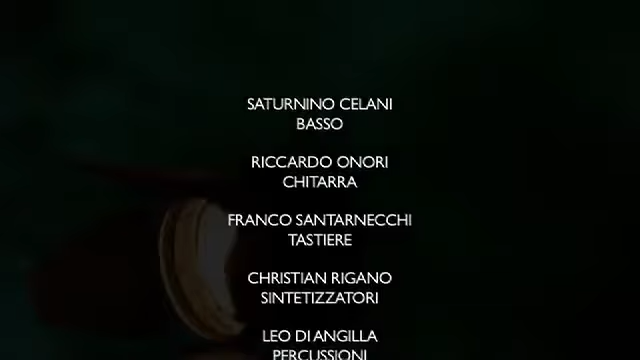 SATURNINO CELANI
BASSO
RICCARDO ONORI
CHITARRA
FRANCO SANTARNECCHI
TASTIERE
CHRISTIAN RIGANO
SINTETIZZATORI
LEO DI ANGILLA
PERCUSSIONI